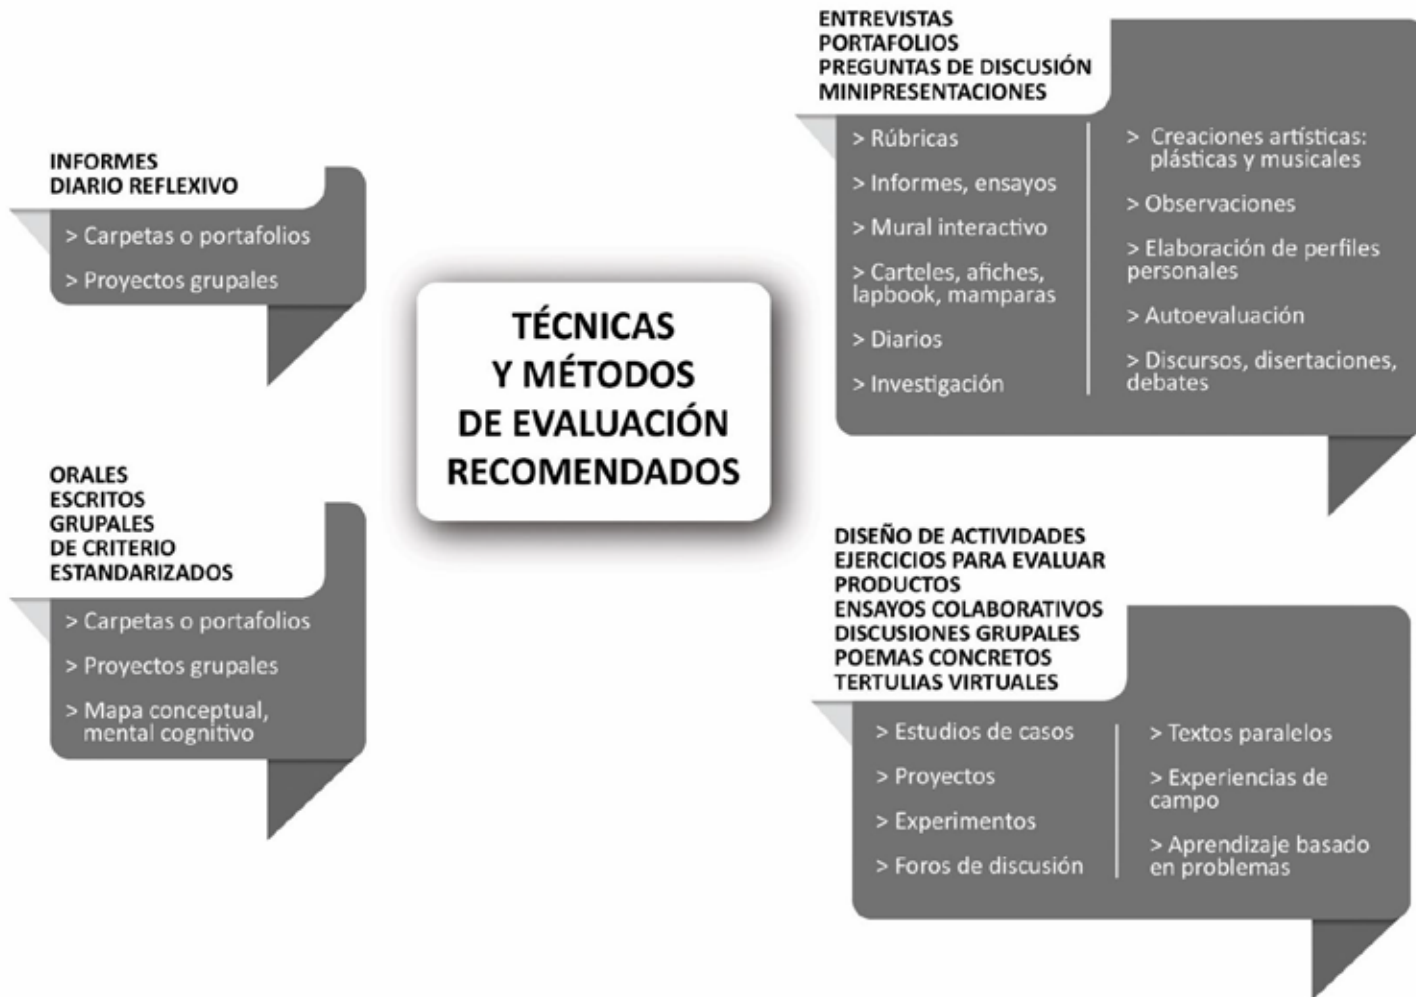 INFORMES
DIARIO REFLEXIVO
> Carpetas o portafolios
> Proyectos grupales
ORALES
ESCRITOS
GRUPALES
DE CRITERIO
ESTANDARIZADOS
> Carpetas o portafolios
> Proyectos grupales
> Mapa conceptual,
mental cognitivo
TÉCNICAS
Y MÉTODOS
DE EVALUACIÓN
RECOMENDADOS
ENTREVISTAS
PORTAFOLIOS
PREGUNTAS DE DISCUSIÓN
MINIPRESENTACIONES
> Rúbricas
> Informes, ensayos
> Mural interactivo
> Carteles, afiches,
lapbook, mamparas
> Diarios
> Investigación
> Creaciones artísticas:
plásticas y musicales
> Observaciones
> Elaboración de perfiles
personales
> Autoevaluación
> Discursos, disertaciones,
debates
DISEÑO DE ACTIVIDADES
EJERCICIOS PARA EVALUAR
PRODUCTOS
ENSAYOS COLABORATIVOS
DISCUSIONES GRUPALES
POEMAS CONCRETOS
TERTULIAS VIRTUALES
> Estudios de casos
> Proyectos
> Experimentos
> Foros de discusión
> Textos paralelos
> Experiencias de
campo
> Aprendizaje basado
en problemas